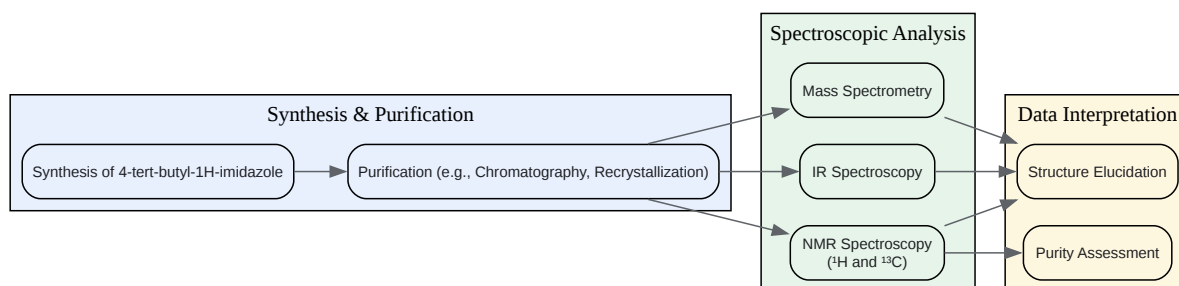 Synthesis & Purification
Synthesis of 4-tert-butyl-1H-imidazole
Purification (e.g., Chromatography, Recrystallization)
Spectroscopic Analysis
Mass Spectrometry
IR Spectroscopy
NMR Spectroscopy
(¹H and ¹³C)
Data Interpretation
Structure Elucidation
Purity Assessment